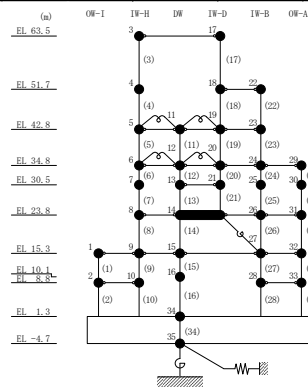 (m) OW-I IW-H DW IW-D IW-B OW-A
EL 63.5 3 17
(3) (17)
EL 51.7 4 18 22
(4) (18) (22)
EL 42.8 5 11 19 23
(5) (11) (19) (23)
EL 34.8 6 12 20 24 29
(6) (12) (20) (24)
EL 30.5 7 13 21 25 30
(7) (13) (21) (25)
EL 23.8 8 14 26 31
(8) (14) 27 (26)
EL 15.3 1 9 15 32
(1) (9) (15) (27)
EL 10.1
EL 8.8 2 10 16 28 33
(2) (10) (16) (28)
EL 1.3 34
(34)
EL -4.7 35